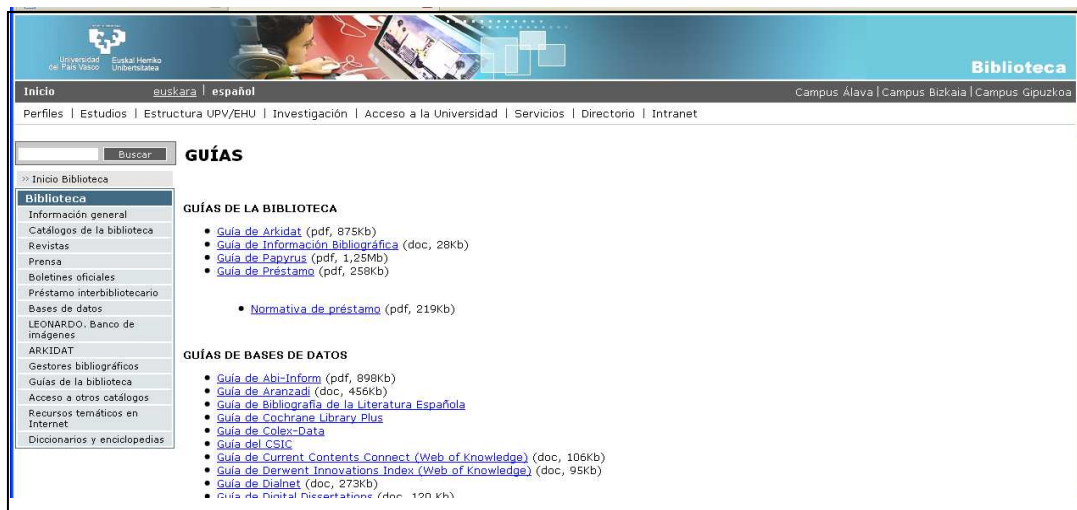 Universidad del País Vasco
Euskal Herriko Unibertsitatea
Biblioteca
Inicio euskara | español Campus Álava | Campus Bizkaia | Campus Gipuzkoa
Perfiles | Estudios | Estructura UPV/EHU | Investigación | Acceso a la Universidad | Servicios | Directorio | Intranet
Buscar
» Inicio Biblioteca
Biblioteca
Información general
Catálogos de la biblioteca
Revistas
Prensa
Boletines oficiales
Préstamo interbibliotecario
Bases de datos
LEONARDO. Banco de
imágenes
ARKIDAT
Gestores bibliográficos
Guías de la biblioteca
Acceso a otros catálogos
Recursos temáticos en
Internet
Diccionarios y enciclopedias
GUÍAS
GUÍAS DE LA BIBLIOTECA
• Guía de Arkidat (pdf, 875Kb)
• Guía de Información Bibliográfica (doc, 28Kb)
• Guía de Papyrus (pdf, 1,25Mb)
• Guía de Préstamo (pdf, 258Kb)
• Normativa de préstamo (pdf, 219Kb)
GUÍAS DE BASES DE DATOS
• Guía de Abi-Inform (pdf, 898Kb)
• Guía de Aranzadi (doc, 456Kb)
• Guía de Bibliografía de la Literatura Española
• Guía de Cochrane Library Plus
• Guía de Colex-Data
• Guía del CSIC
• Guía de Current Contents Connect (Web of Knowledge) (doc, 106Kb)
• Guía de Derwent Innovations Index (Web of Knowledge) (doc, 95Kb)
• Guía de Dialnet (doc, 273Kb)
• Guía de Digital Dissertations (doc, 120 Kb)